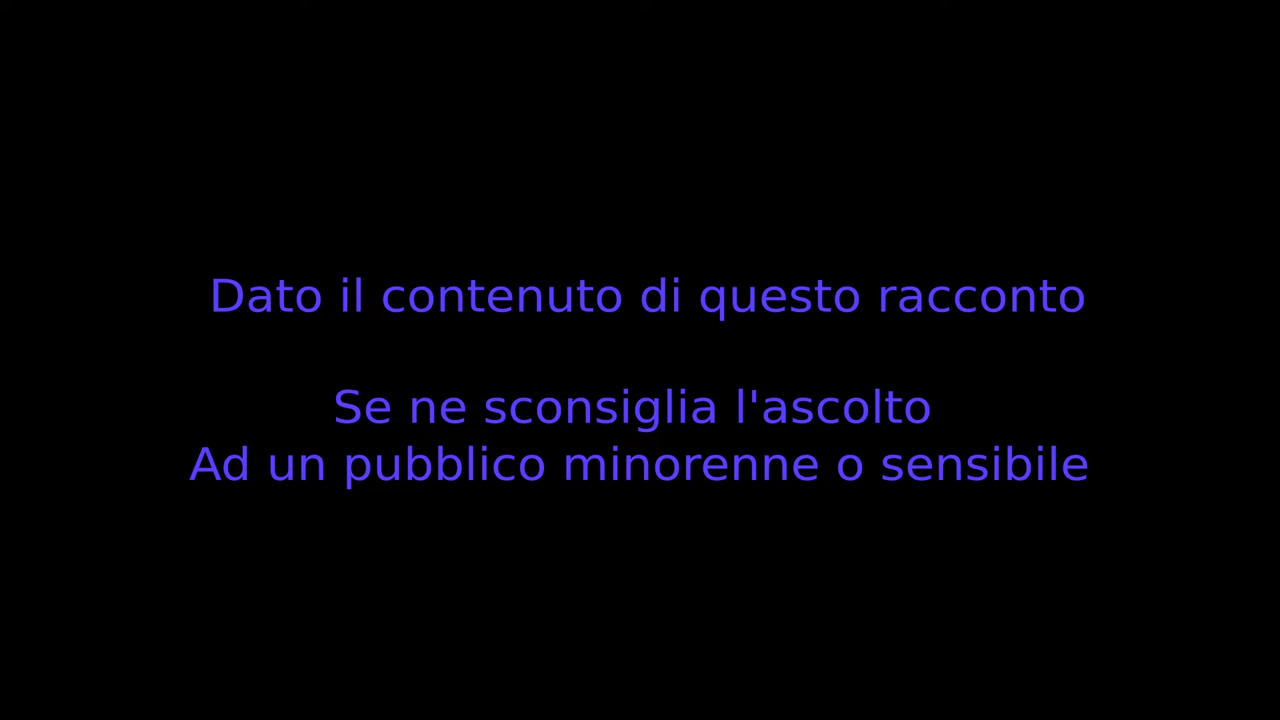 Dato il contenuto di questo racconto
Se ne sconsiglia l'ascolto
Ad un pubblico minorenne o sensibile